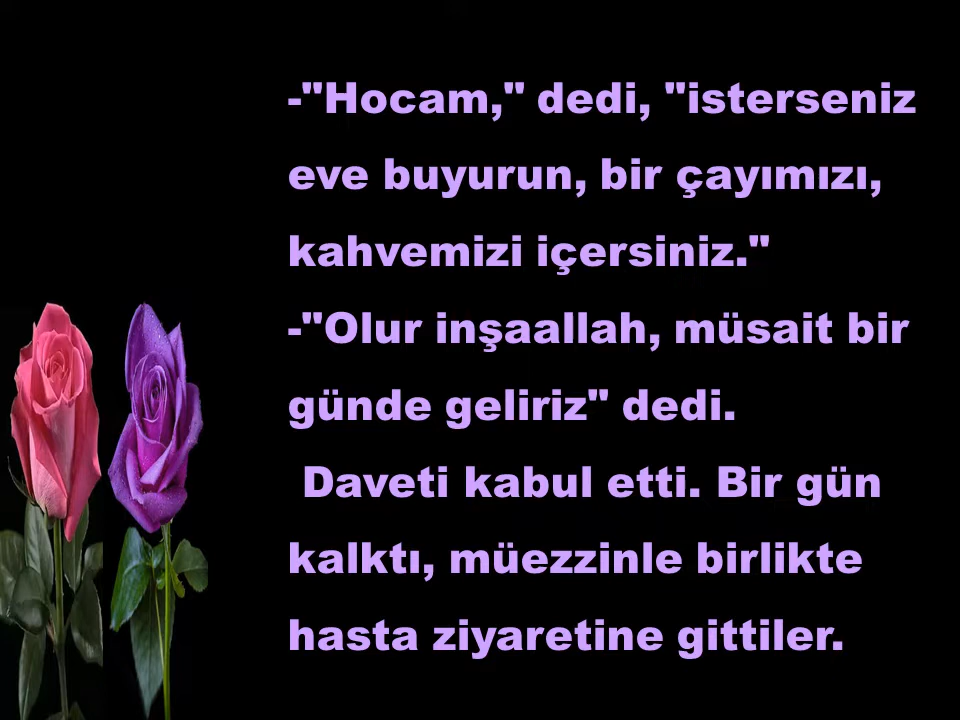 -"Hocam," dedi, "isterseniz
eve buyurun, bir çayımızı,
kahvemizi içersiniz."
-"Olur inşaallah, müsait bir
günde geliriz" dedi.
Daveti kabul etti. Bir gün
kalktı, müezzinle birlikte
hasta ziyaretine gittiler.